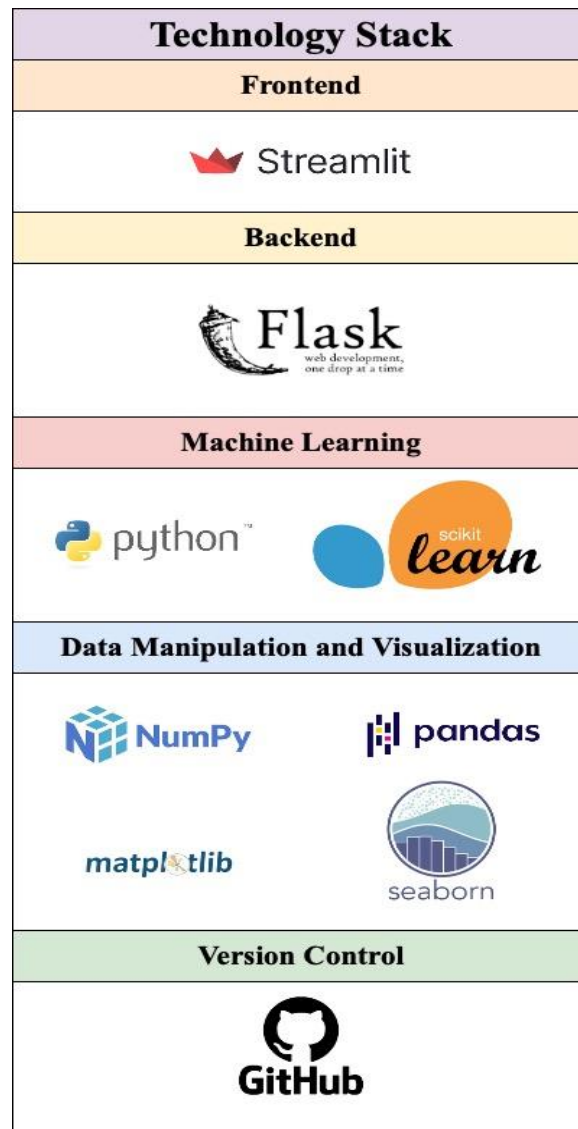 Technology Stack
Frontend
Streamlit
Backend
Flask
web development,
one drop at a time
Machine Learning
python™
scikit
learn
Data Manipulation and Visualization
NumPy
pandas
matplotlib
seaborn
Version Control
GitHub